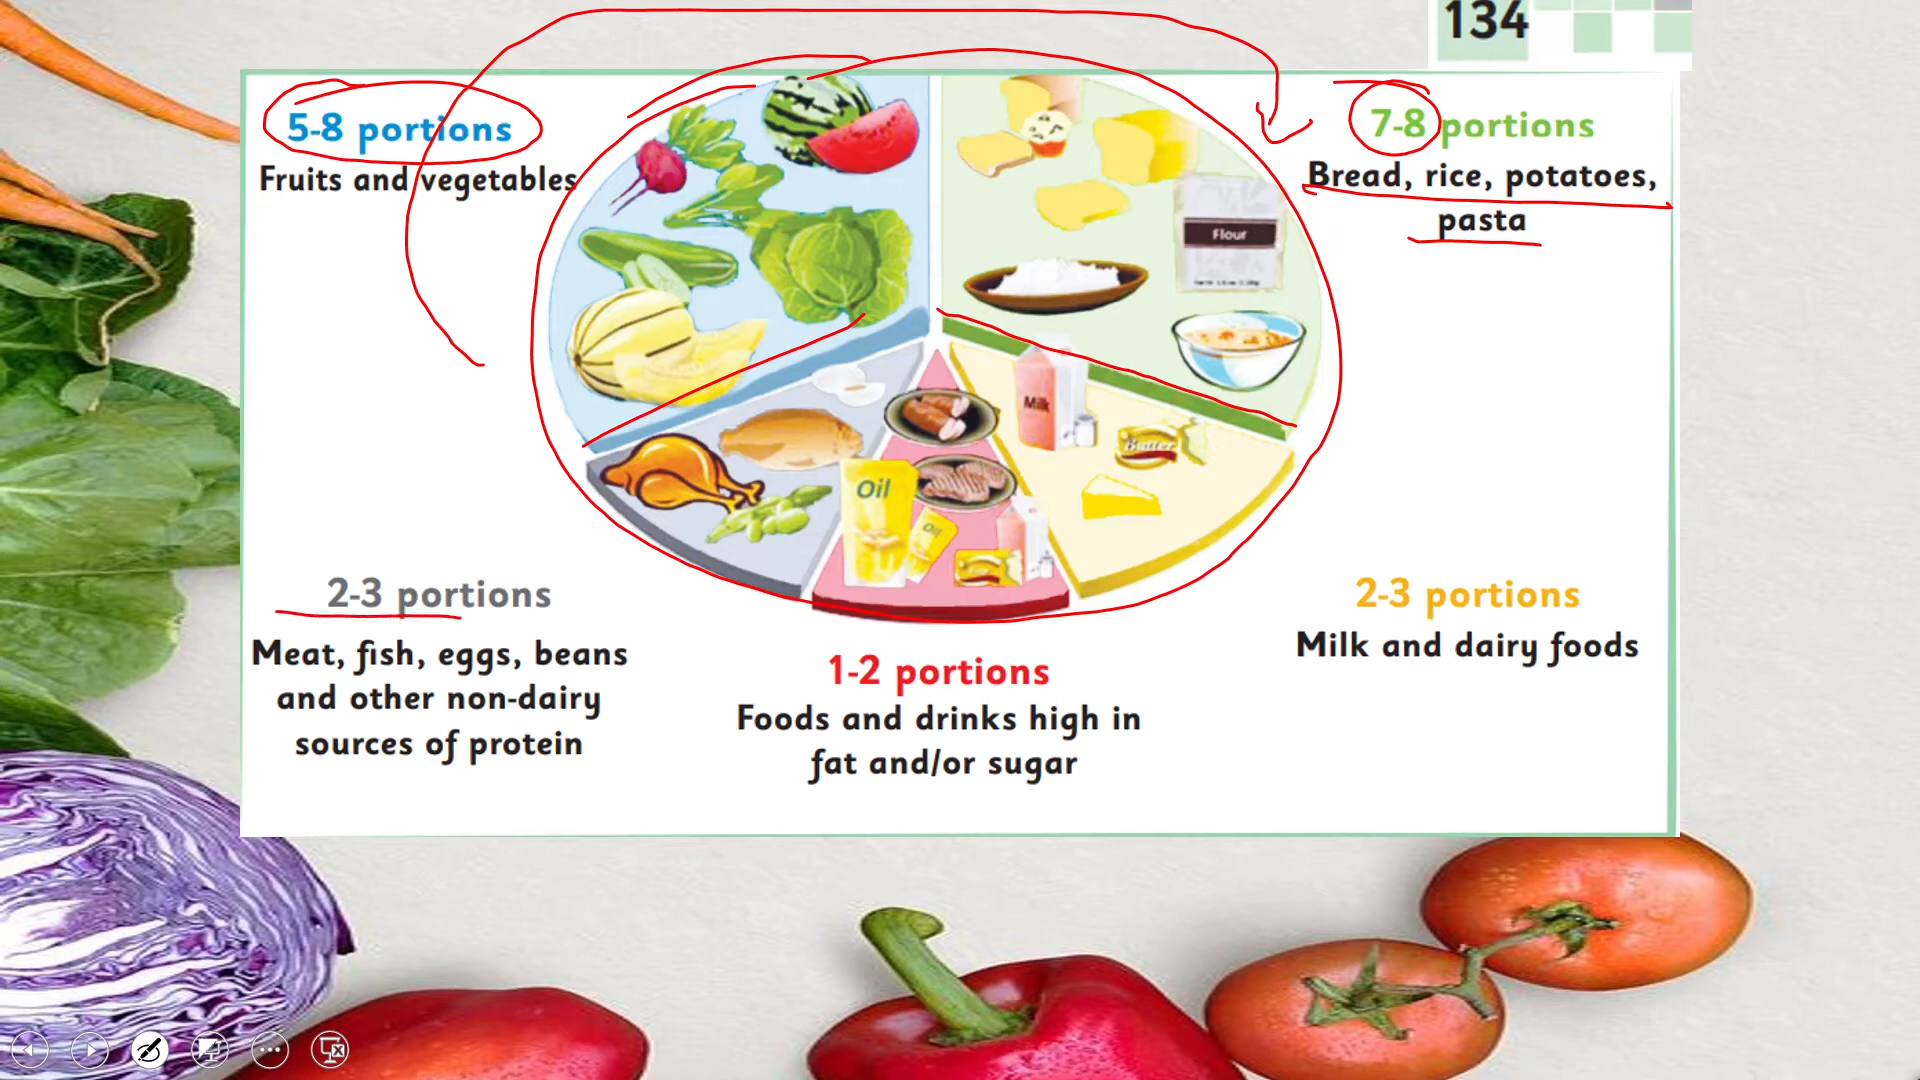 134
5-8 portions
Fruits and vegetables
7-8 portions
Bread, rice, potatoes,
pasta
Flour
Milk
Butter
Oil
Oil
2-3 portions
Meat, fish, eggs, beans
and other non-dairy
sources of protein
1-2 portions
Foods and drinks high in
fat and/or sugar
2-3 portions
Milk and dairy foods